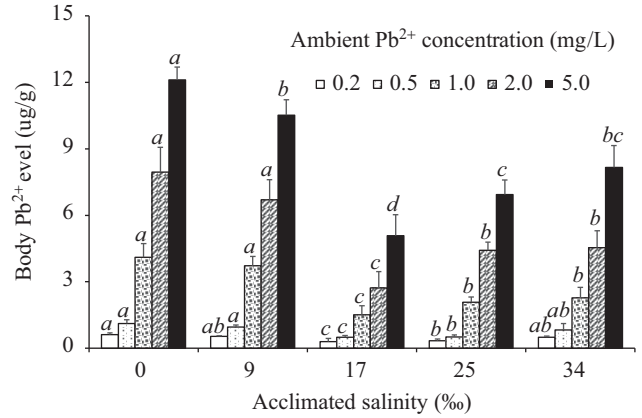 15
12
9
6
3
0
Body Pb²⁺ evel (ug/g)
Ambient Pb²⁺ concentration (mg/L)
0.2 0.5 1.0 2.0 5.0
a a a a a
ab a a a b
c c c c d
b b b b c
ab ab b b bc
0 9 17 25 34
Acclimated salinity (‰)